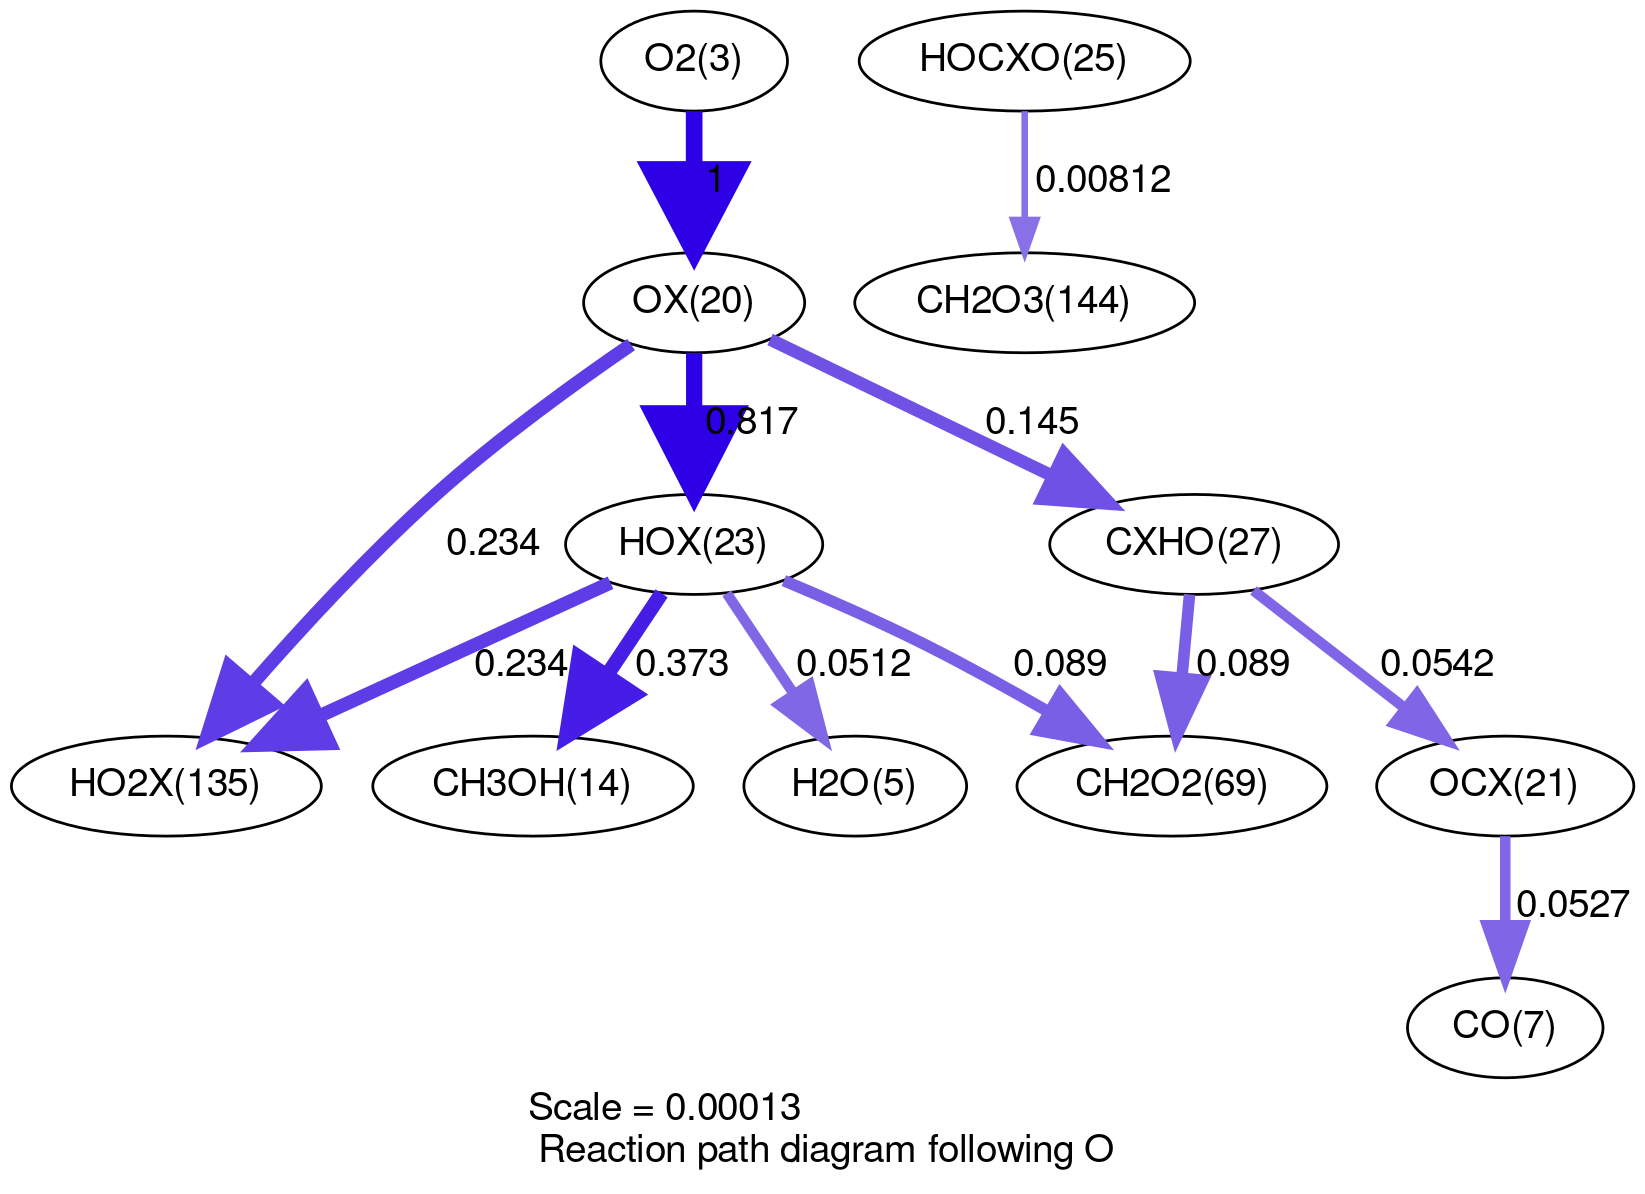 O2(3)
HOCXO(25)
1
0.00812
OX(20)
CH2O3(144)
0.817
0.145
0.234
HOX(23)
CXHO(27)
0.234
0.373
0.0512
0.089
0.089
0.0542
HO2X(135)
CH3OH(14)
H2O(5)
CH2O2(69)
OCX(21)
0.0527
CO(7)
Scale = 0.00013
Reaction path diagram following O